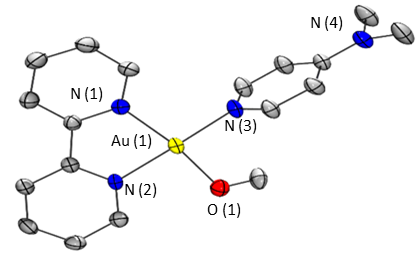 N (4)
N (1)
Au (1)
N (3)
N (2)
O (1)